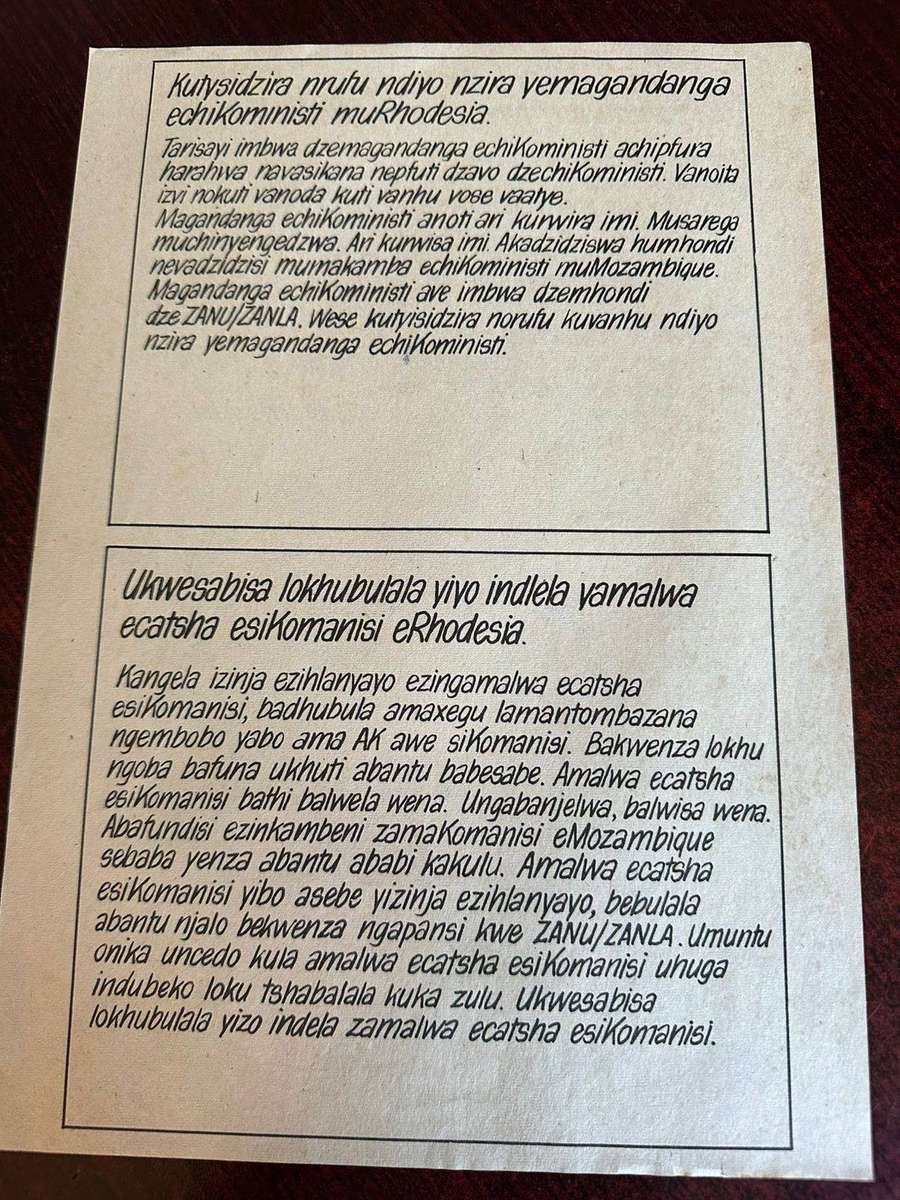 Kutysidzira nrufu ndiyo nzira yemagandanga
echiKoministi muRhodesia.
Tarisayi imbwa dzemagandanga echiKoministi achipfura
harahwa navasikana nepfuti dzavo dzechiKoministi. Vanoita
izvi nokuti vanoda kuti vanhu vose vaatye.
Magandanga echiKoministi anoti ari kurwira imi. Musarega
muchinyengedzwa. Ari kurwisa imi. Akadzidziswa humhondi
nevadzidzisi mumakamba echiKoministi muMozambique.
Magandanga echiKoministi ave imbwa dzemhondi
dze ZANU/ZANLA. Wese kutyisidzira norufu kuvanhu ndiyo
nzira yemagandanga echiKoministi.
Ukwesabisa lokhubulala yiyo indlela yamalwa
ecatsha esiKomanisi eRhodesia.
Kangela izinja ezihlanyayo ezingamalwa ecatsha
esiKomanisi, badhubula amaxegu lamantombazana
ngembobo yabo ama AK awe siKomanisi. Bakwenza lokhu
ngoba bafuna ukhuti abantu babesabe. Amalwa ecatsha
esiKomanisi bathi balwela wena. Ungabanjelwa, balwisa wena.
Abafundisi ezinkambeni zamaKomanisi eMozambique
sebaba yenza abantu ababi kakulu. Amalwa ecatsha
esiKomanisi yibo asebe yizinja ezihlanyayo, bebulala
abantu njalo bekwenza ngapansi kwe ZANU/ZANLA. Umuntu
onika uncedo kula amalwa ecatsha esiKomanisi uhuga
indubeko loku tshabalala kuka zulu. Ukwesabisa
lokhubulala yizo indela zamalwa ecatsha esiKomanisi.